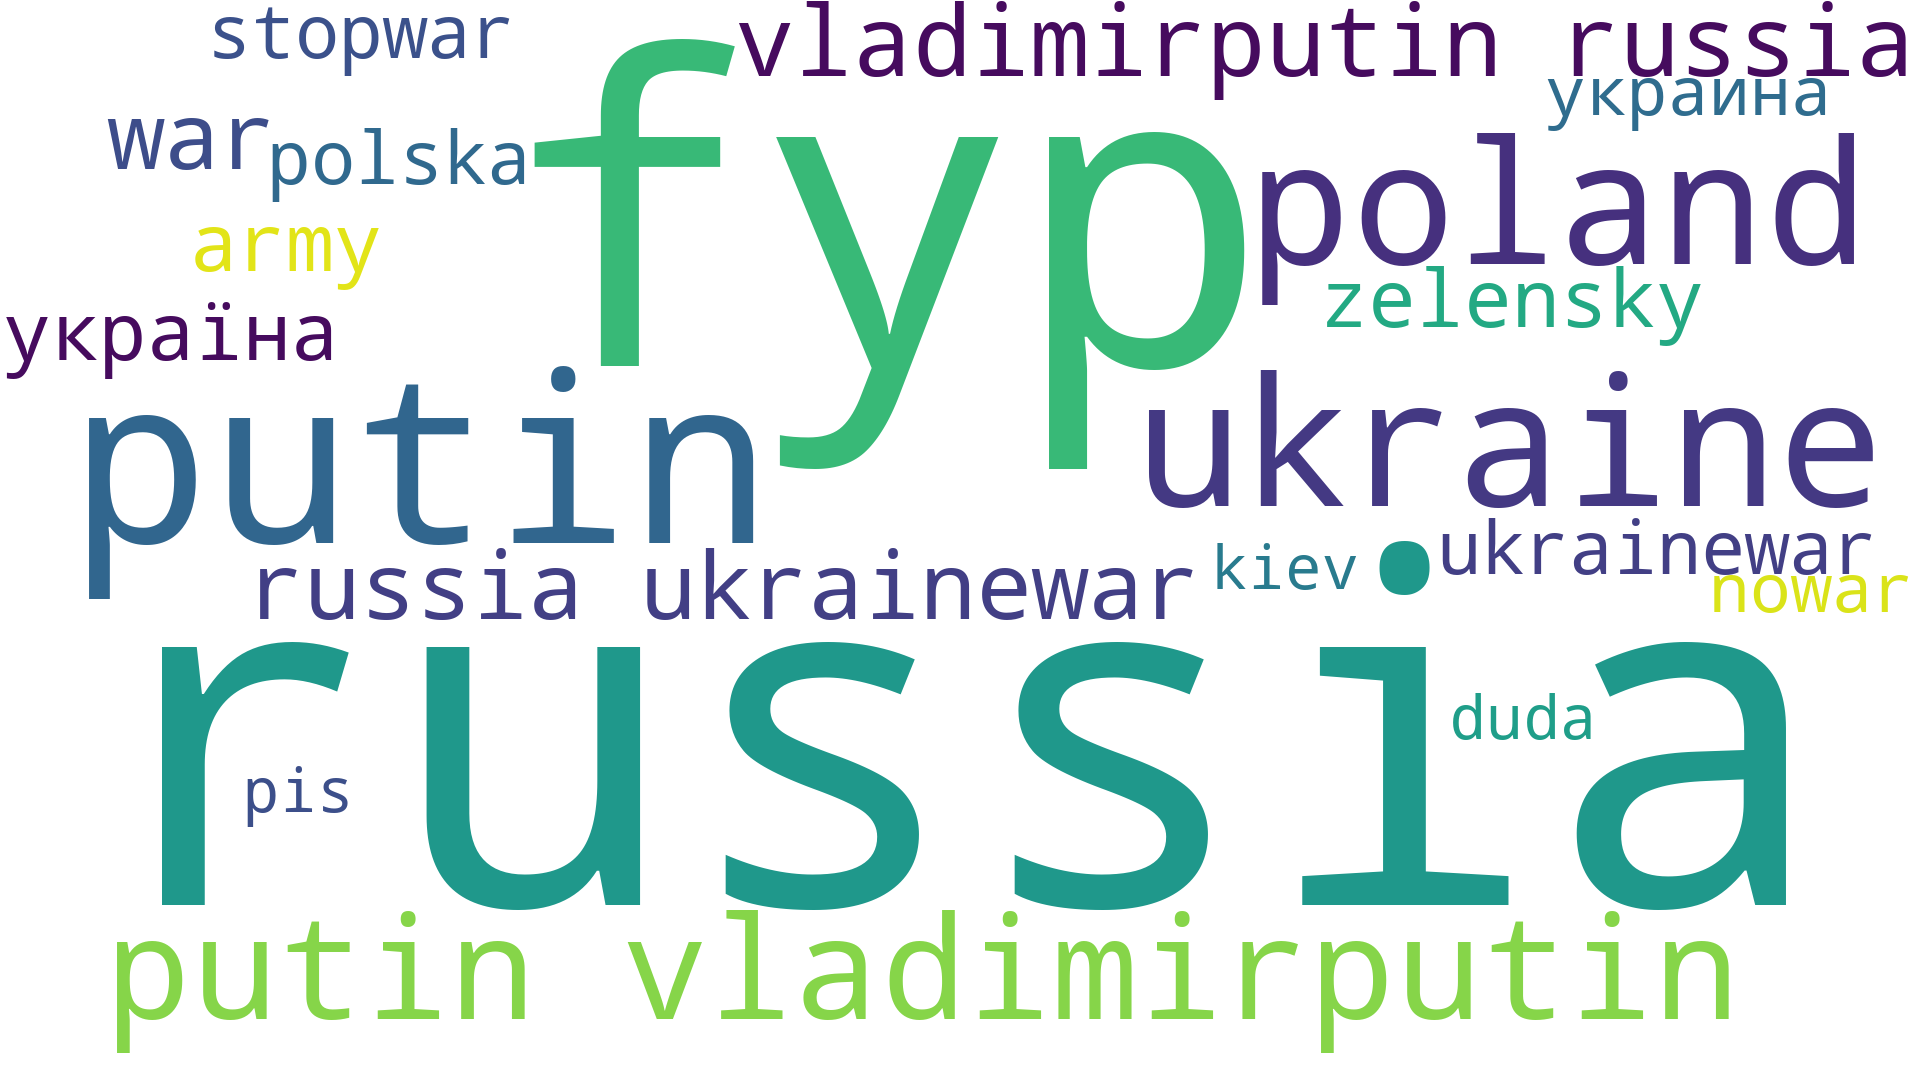 stopwar
vladimirputin russia
украина
war
polska
fyp
poland
army
zelensky
україна
putin
ukraine
russia ukrainewar
kiev
ukrainewar
nowar
russia
duda
pis
putin vladimirputin